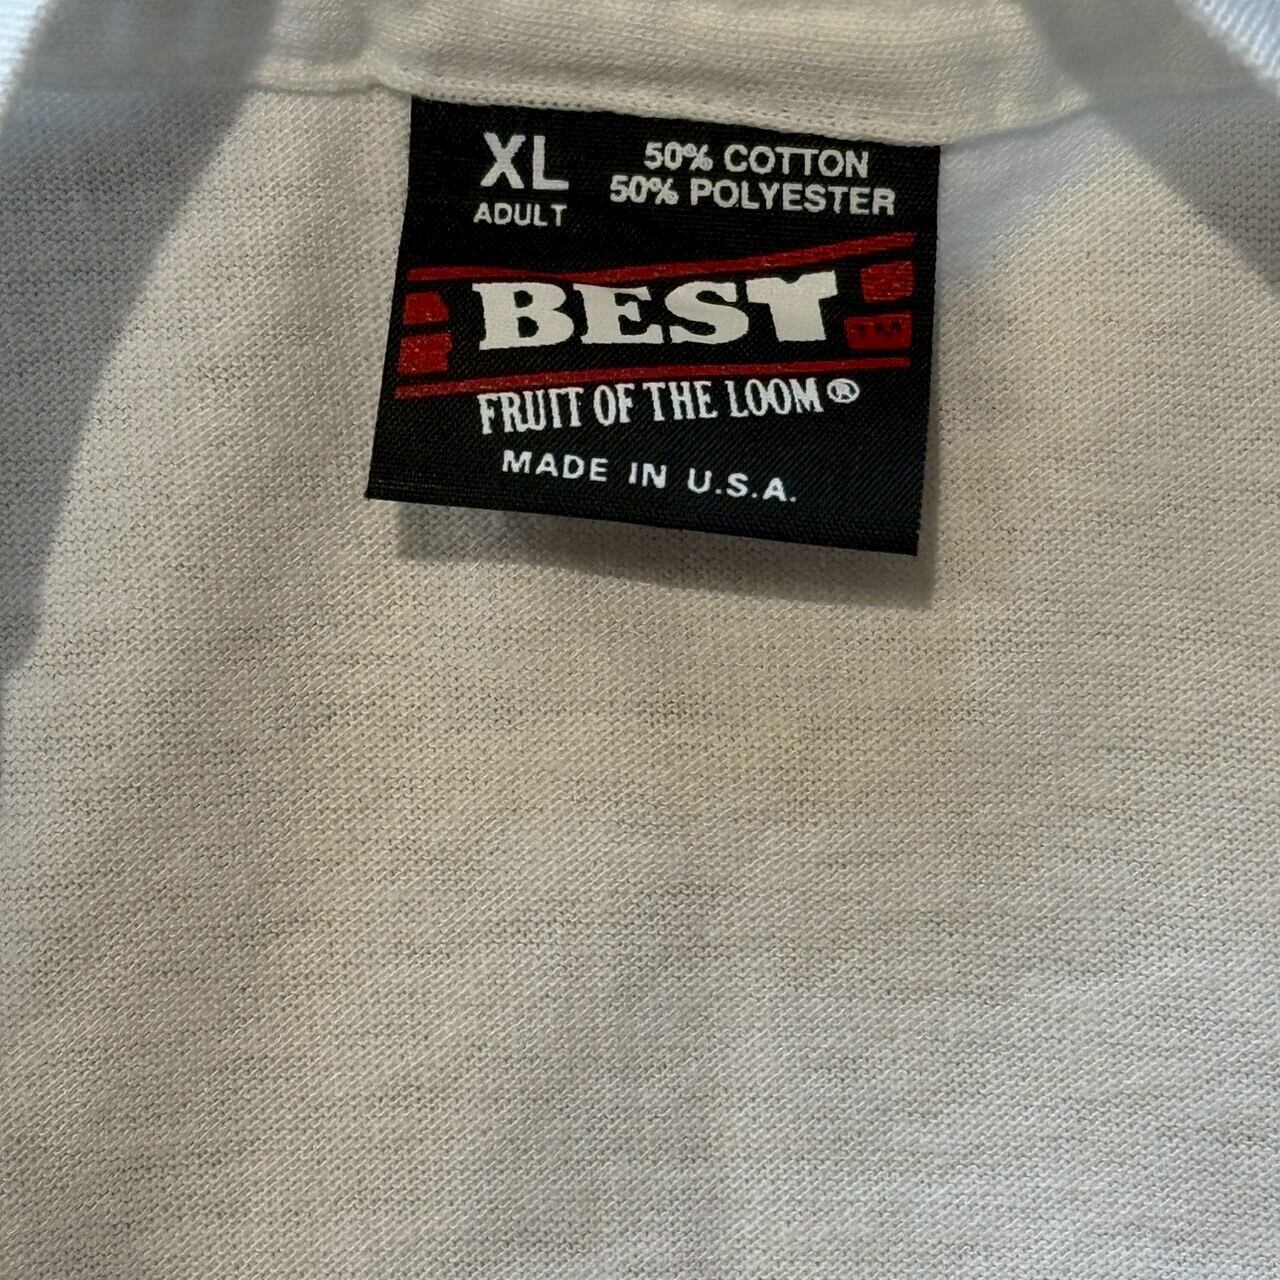 XL
ADULT
50% COTTON
50% POLYESTER
BEST
TM
FRUIT OF THE LOOM®
MADE IN U.S.A.